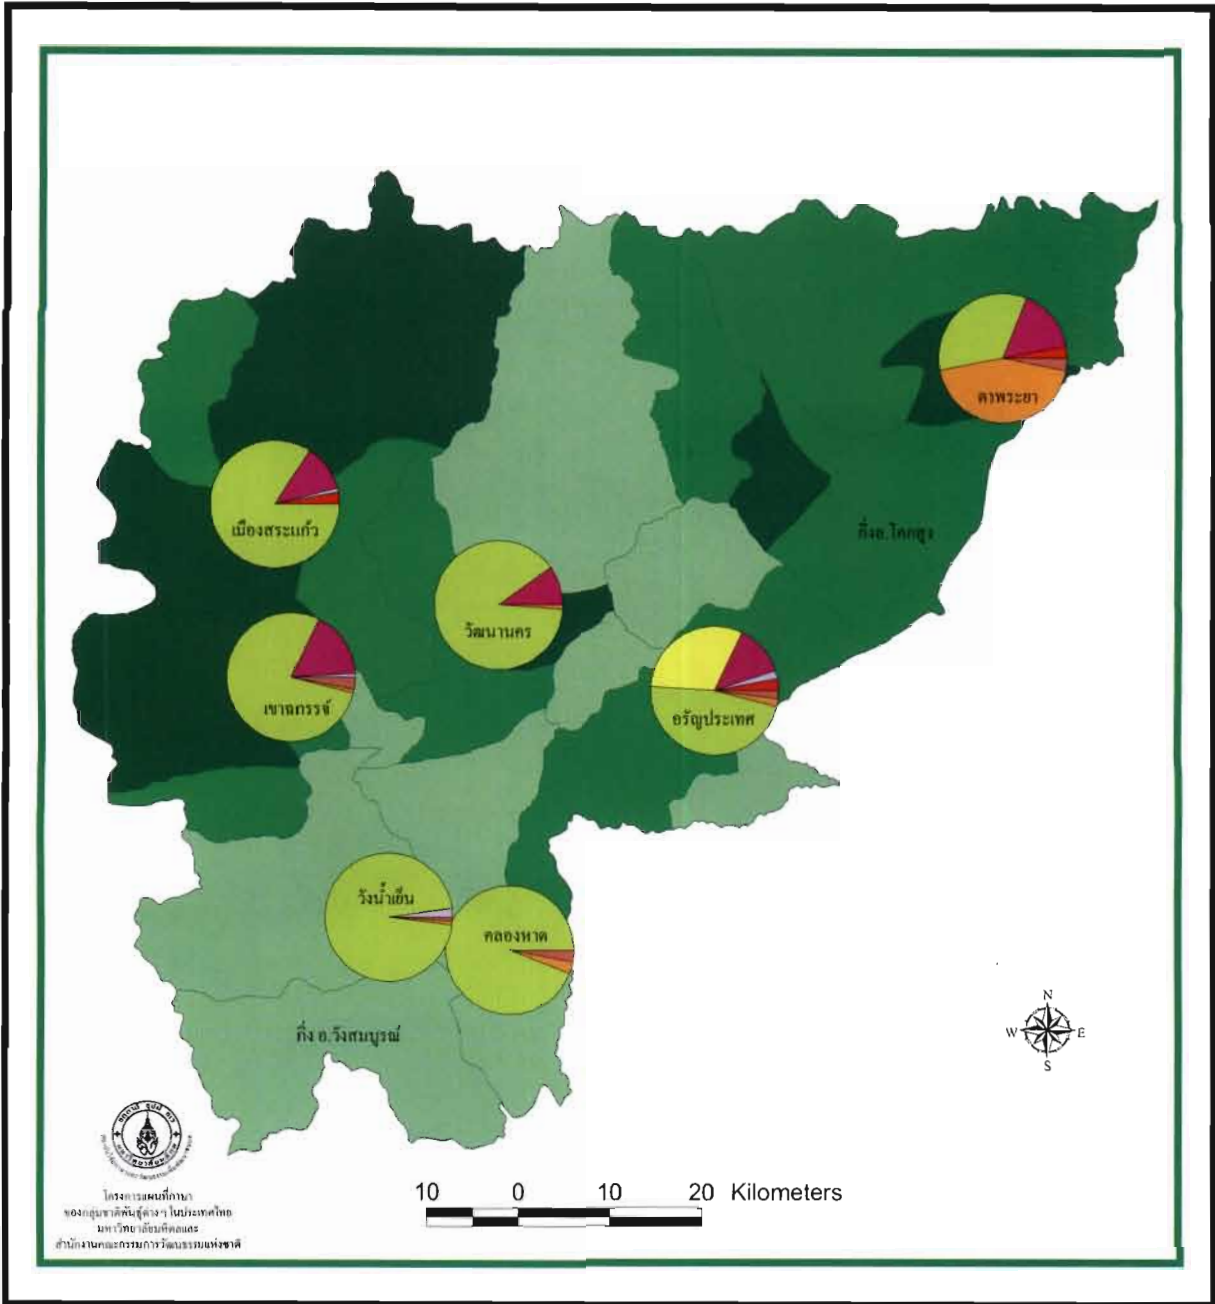 ตาพระยา
เมืองสระแก้ว
กิ่งอ.โคกสูง
วัฒนานคร
เขาฉกรรจ์
อรัญประเทศ
วังน้ำเย็น
คลองหาด
กิ่ง อ.วังสมบูรณ์
N
W E
S
10 0 10 20 Kilometers
โครงการแผนที่ภาษา
ของกลุ่มชาติพันธุ์ต่างๆ ในประเทศไทย
มหาวิทยาลัยมหิดลและ
สำนักงานคณะกรรมการวัฒนธรรมแห่งชาติ